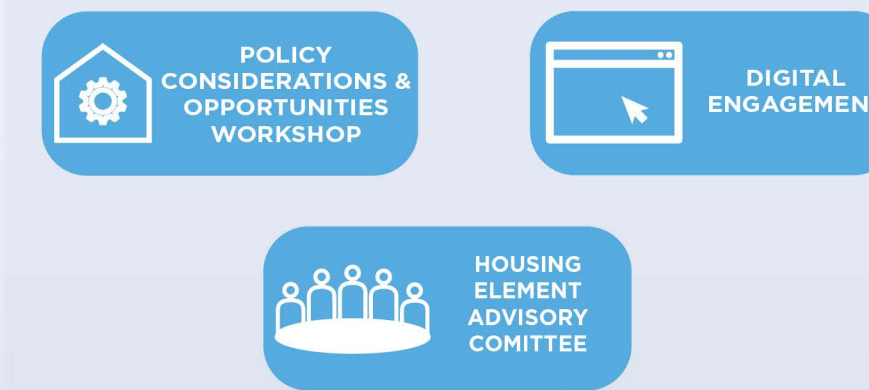 POLICY
CONSIDERATIONS &
OPPORTUNITIES
WORKSHOP
DIGITAL
ENGAGEMEN
HOUSING
ELEMENT
ADVISORY
COMITTEE